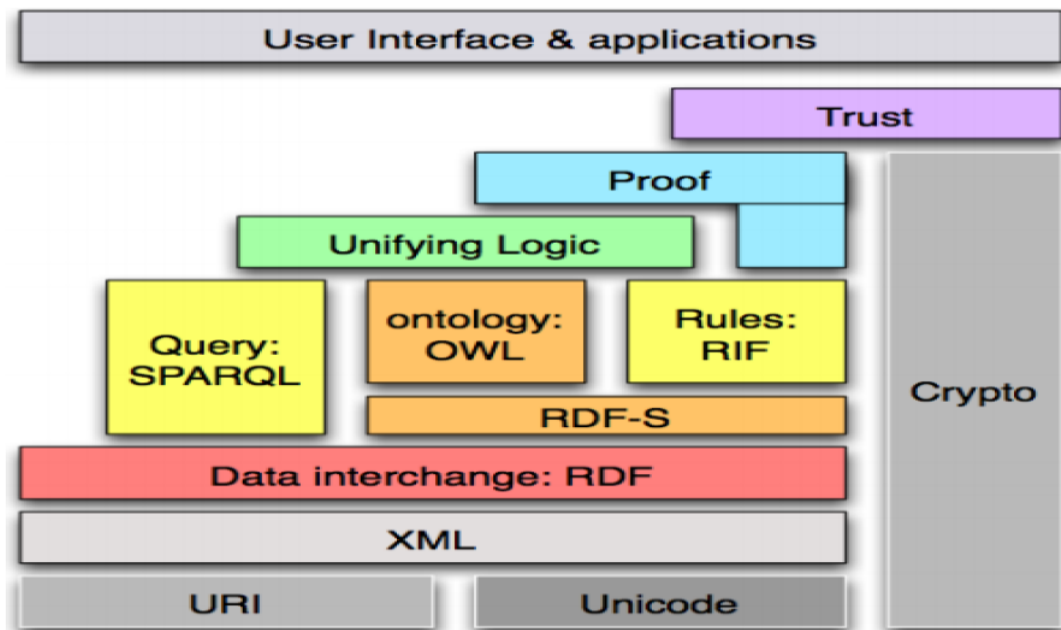 User Interface & applications
Trust
Proof
Unifying Logic
Query:
SPARQL
ontology:
OWL
Rules:
RIF
Crypto
RDF-S
Data interchange: RDF
XML
URI
Unicode